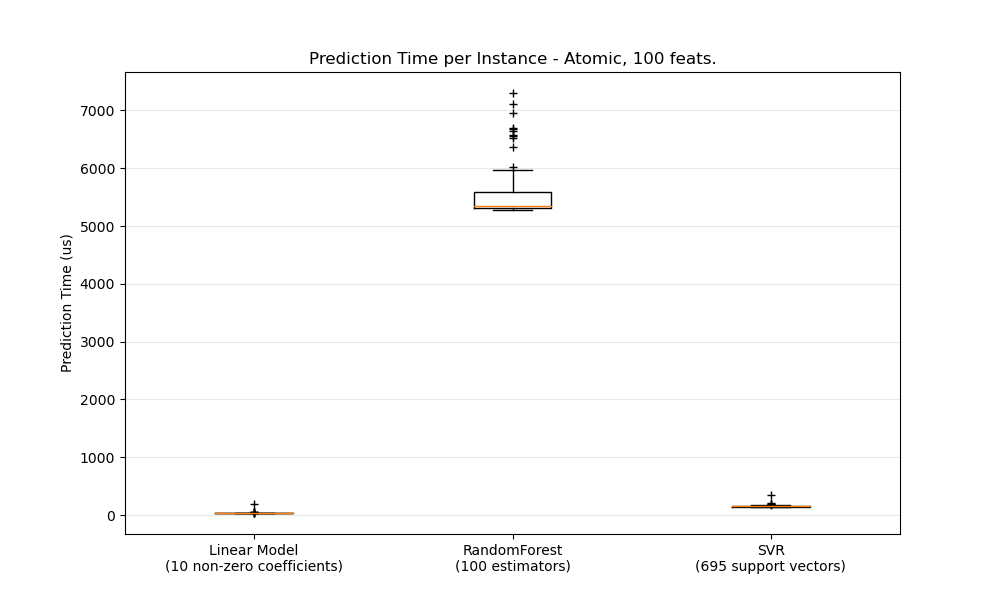 Prediction Time per Instance - Atomic, 100 feats.
Prediction Time (us)
7000
6000
5000
4000
3000
2000
1000
0
Linear Model
(10 non-zero coefficients)
RandomForest
(100 estimators)
SVR
(695 support vectors)